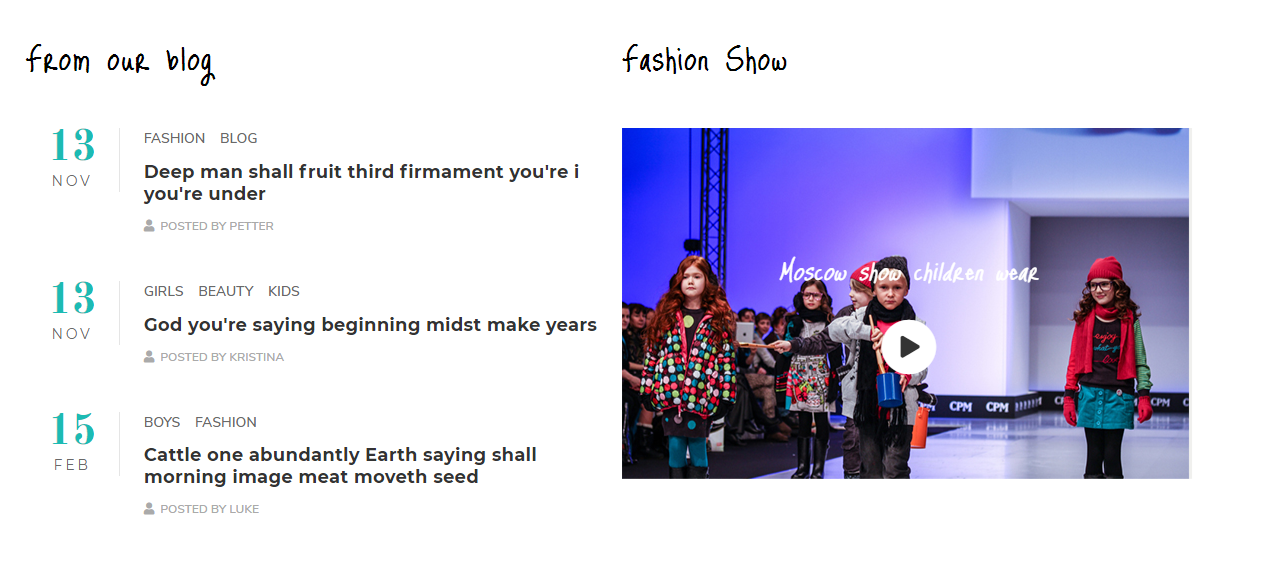 from our blog
13
NOV
FASHION BLOG
Deep man shall fruit third firmament you're i
you're under
POSTED BY PETTER
13
NOV
GIRLS BEAUTY KIDS
God you're saying beginning midst make years
POSTED BY KRISTINA
15
FEB
BOYS FASHION
Cattle one abundantly Earth saying shall
morning image meat moveth seed
POSTED BY LUKE
fashion Show
Moscow show children wear
enjoy
CPM CPM CPM